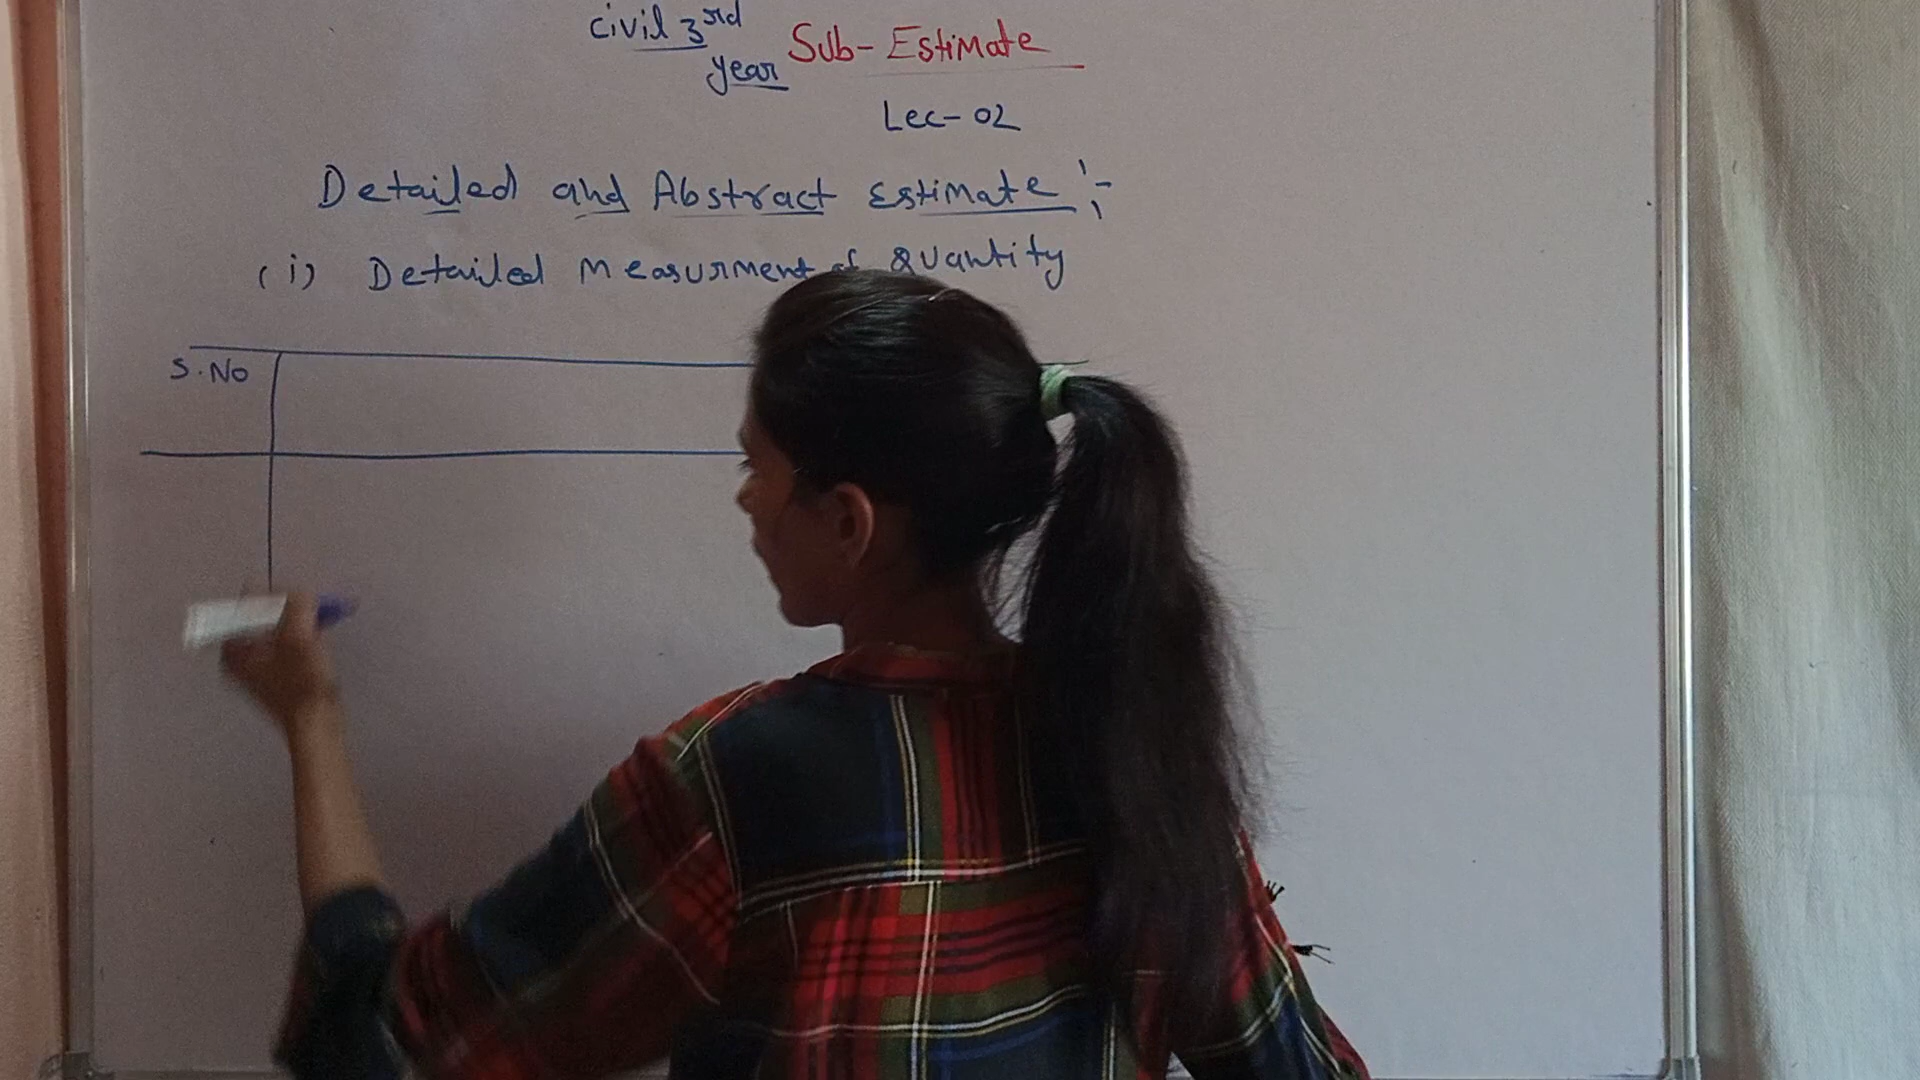 Civil 3rd year
Sub- Estimate
Lec- 02
Detailed and Abstract Estimate :-
(i) Detailed Measurment of Quantity
S.No